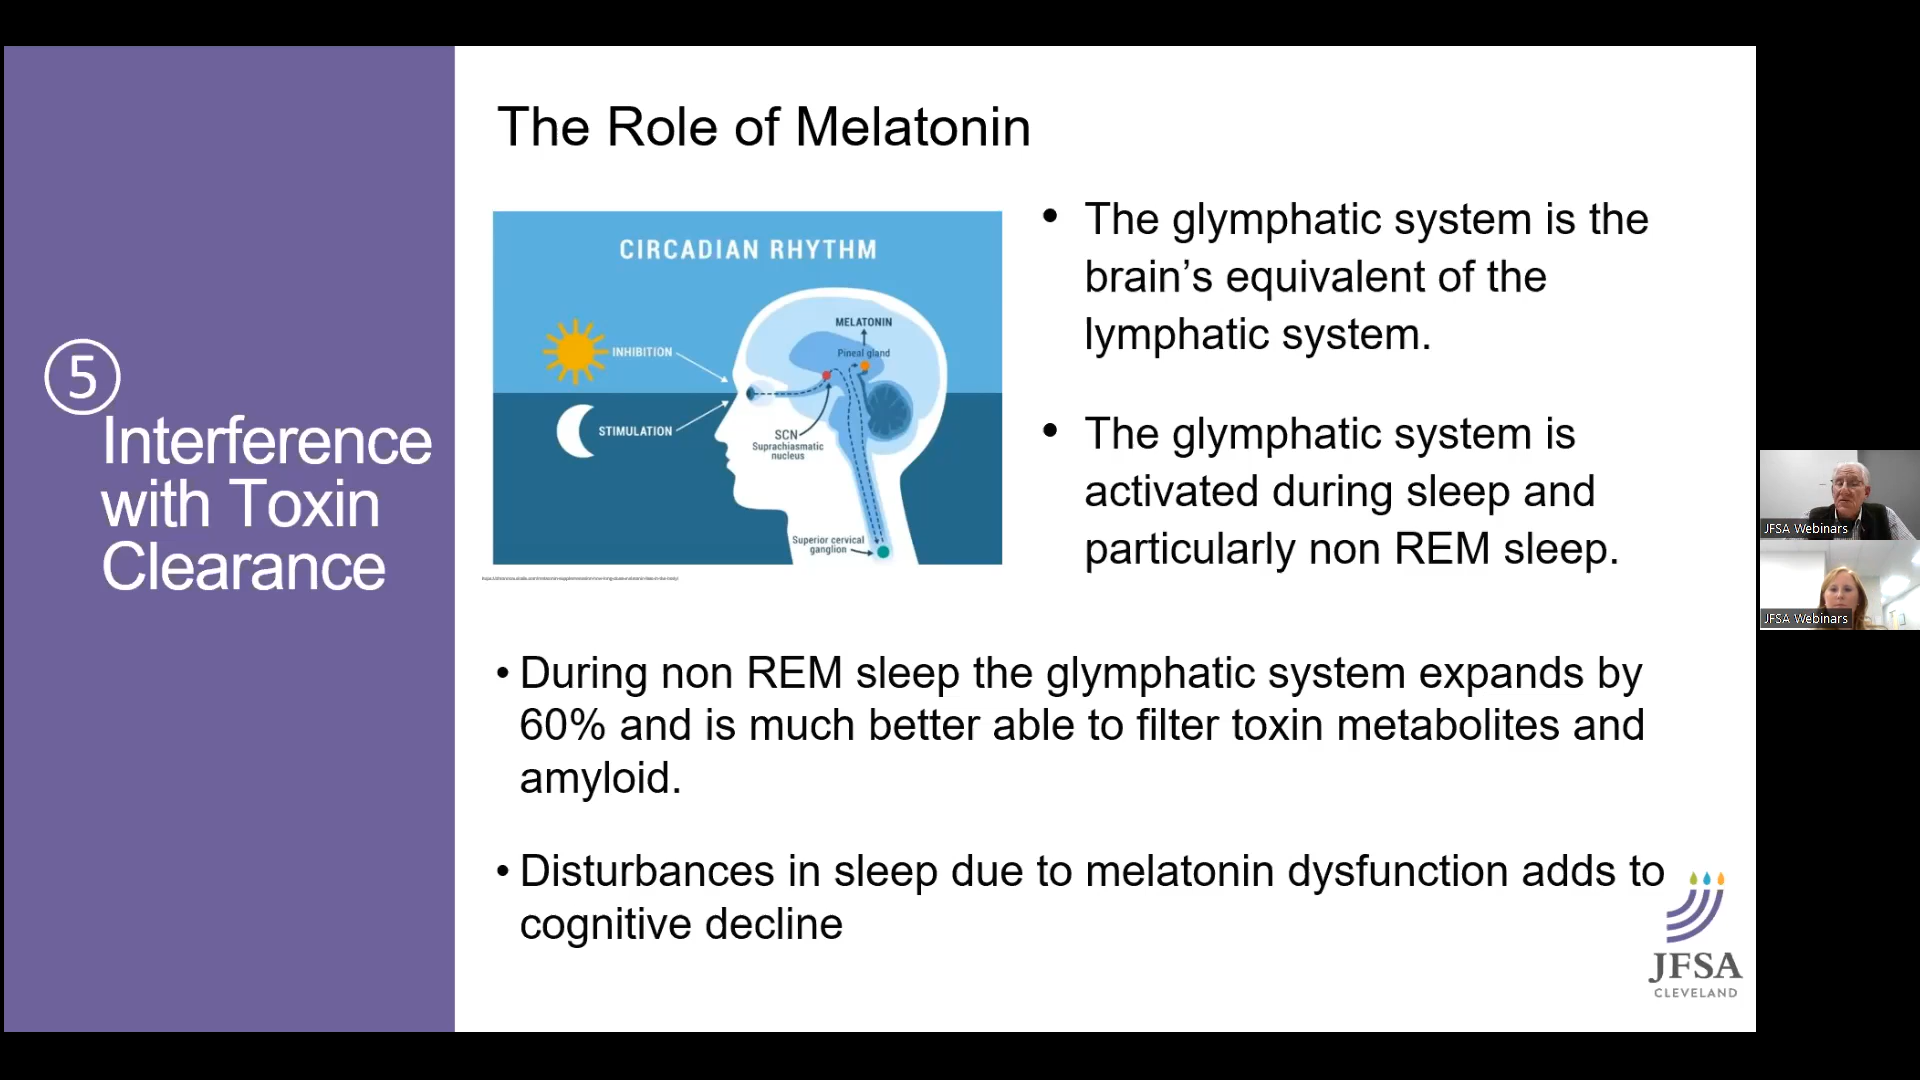 ⑤
Interference
with Toxin
Clearance
The Role of Melatonin
CIRCADIAN RHYTHM
INHIBITION
STIMULATION
MELATONIN
Pineal gland
SCN
Suprachiasmatic
nucleus
Superior cervical
ganglion
• The glymphatic system is the
brain’s equivalent of the
lymphatic system.
• The glymphatic system is
activated during sleep and
particularly non REM sleep.
• During non REM sleep the glymphatic system expands by
60% and is much better able to filter toxin metabolites and
amyloid.
• Disturbances in sleep due to melatonin dysfunction adds to
cognitive decline
JFSA
CLEVELAND
JFSA Webinars
JFSA Webinars